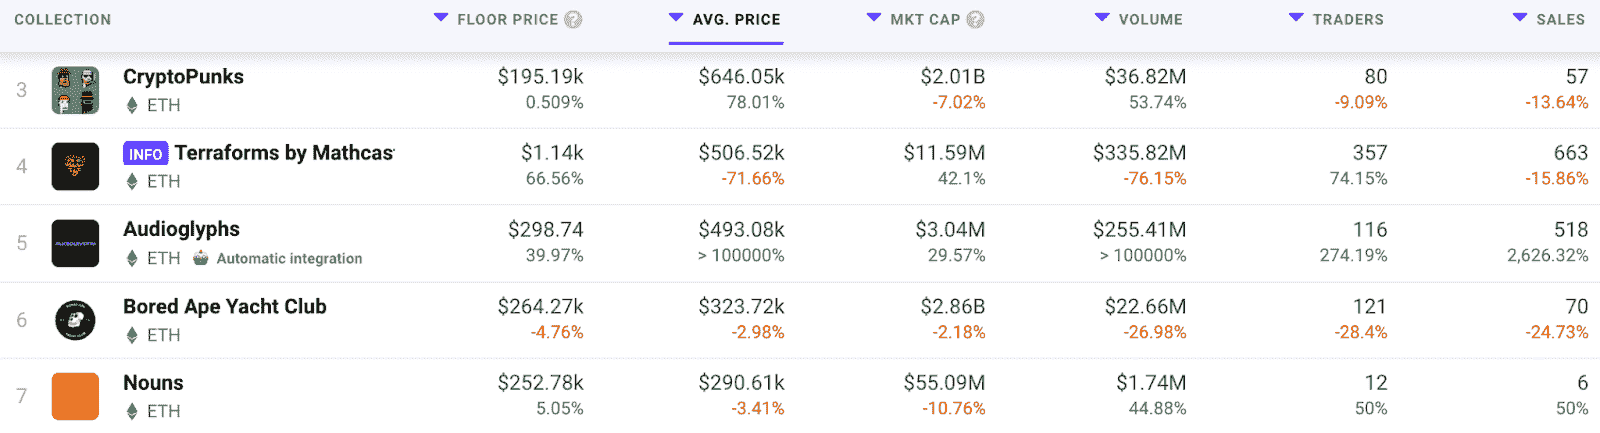 COLLECTION FLOOR PRICE ? AVG. PRICE MKT CAP ? VOLUME TRADERS SALES
3 CryptoPunks $195.19k $646.05k $2.01B $36.82M 80 57
ETH 0.509% 78.01% -7.02% 53.74% -9.09% -13.64%
4 INFO Terraforms by Mathcas $1.14k $506.52k $11.59M $335.82M 357 663
ETH 66.56% -71.66% 42.1% -76.15% 74.15% -15.86%
5 Audioglyphs $298.74 $493.08k $3.04M $255.41M 116 518
ETH Automatic integration 39.97% > 100000% 29.57% > 100000% 274.19% 2,626.32%
6 Bored Ape Yacht Club $264.27k $323.72k $2.86B $22.66M 121 70
ETH -4.76% -2.98% -2.18% -26.98% -28.4% -24.73%
7 Nouns $252.78k $290.61k $55.09M $1.74M 12 6
ETH 5.05% -3.41% -10.76% 44.88% 50% 50%